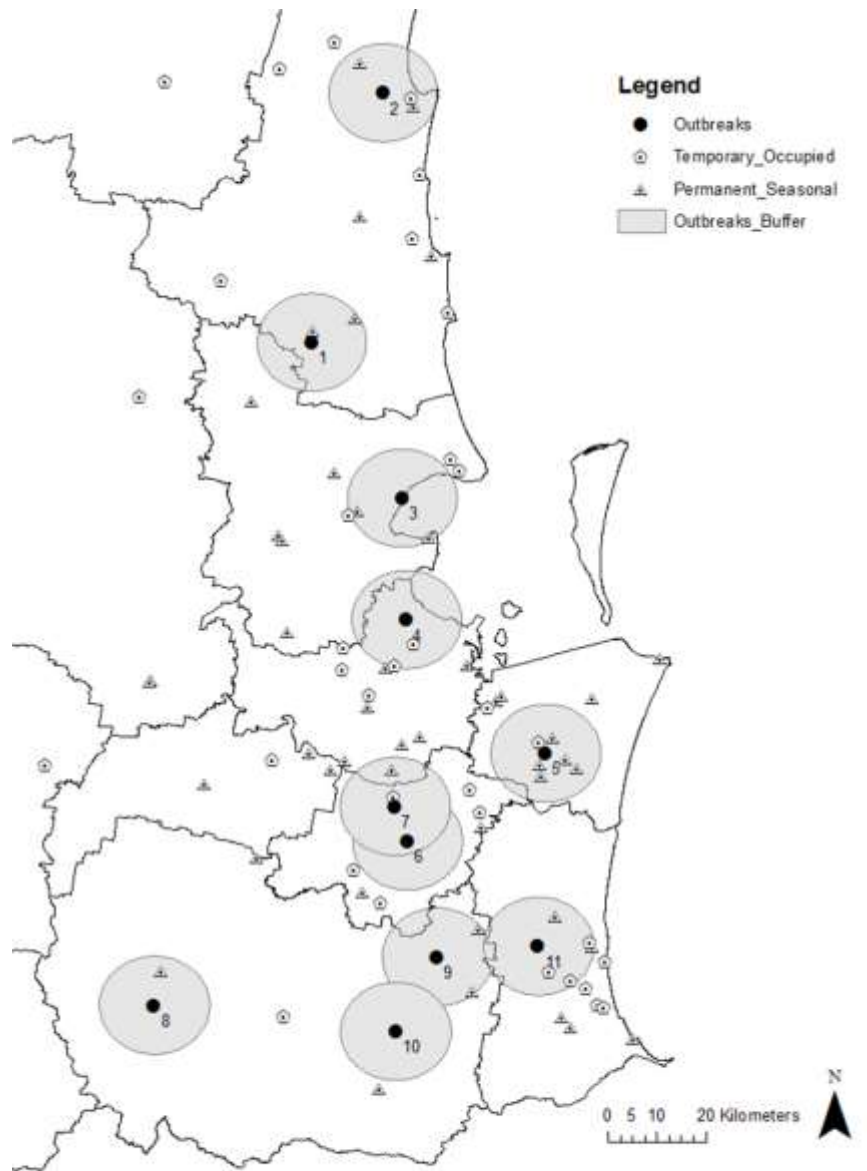 Legend
Outbreaks
Temporary_Occupied
Permanent_Seasonal
Outbreaks_Buffer
2
1
3
4
5
7
6
9
11
8
10
N
0 5 10 20 Kilometers